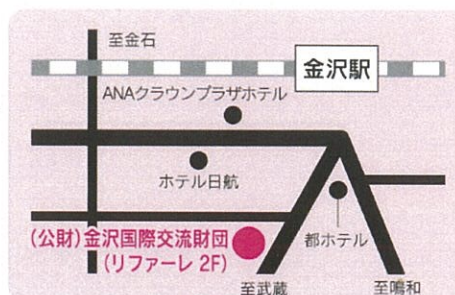 至金石
金沢駅
ANAクラウンプラザホテル
ホテル日航
(公財)金沢国際交流財団
(リファーレ 2F)
都ホテル
至武蔵
至鳴和